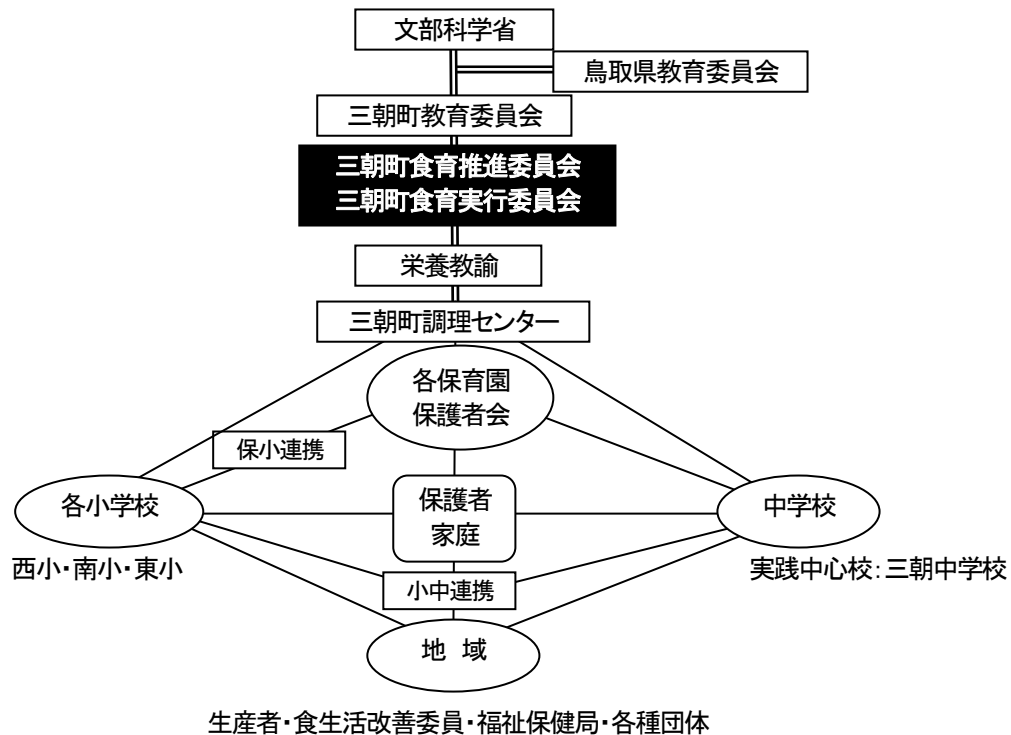 文部科学省
鳥取県教育委員会
三朝町教育委員会
三朝町食育推進委員会
三朝町食育実行委員会
栄養教諭
三朝町調理センター
各保育園
保護者会
保小連携
各小学校
保護者
家庭
中学校
西小・南小・東小
実践中心校：三朝中学校
小中連携
地　域
生産者・食生活改善委員・福祉保健局・各種団体